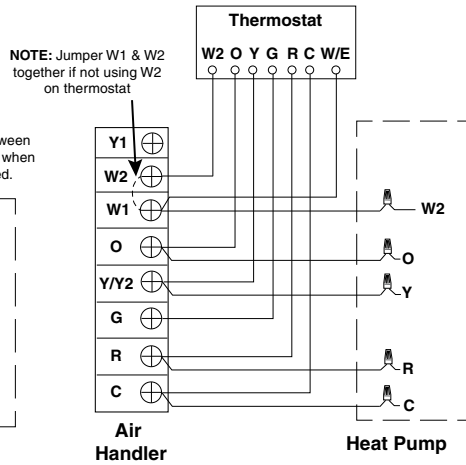 Thermostat
W2 O Y G R C W/E
NOTE: Jumper W1 & W2
together if not using W2
on thermostat
ween
when
ed.
Y1
W2
W1
O
Y/Y2
G
R
C
W2
O
Y
R
C
Air
Handler
Heat Pump